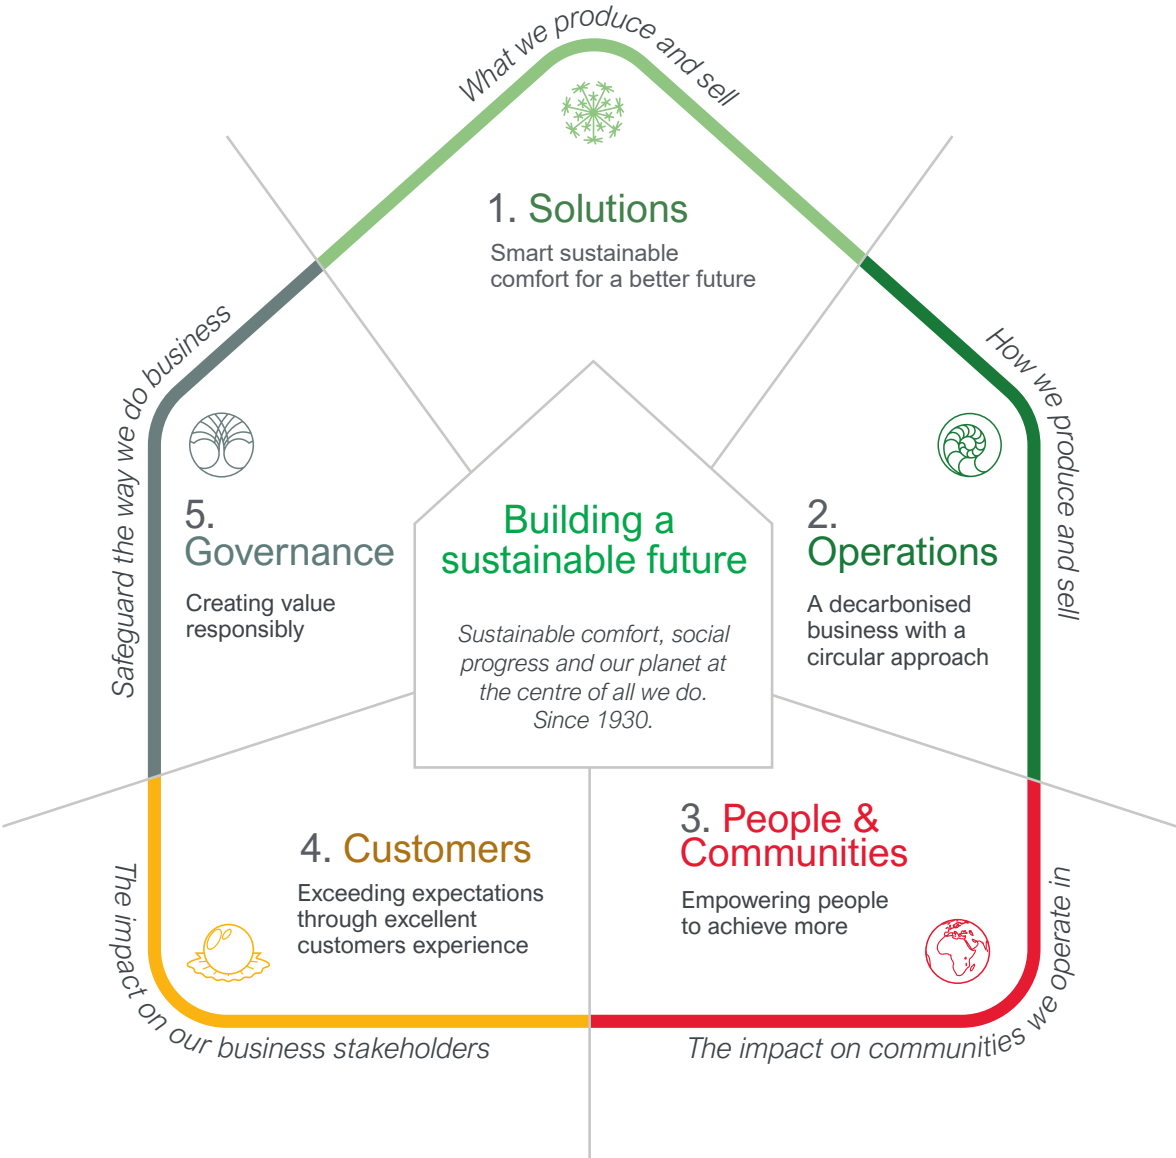 What we produce and sell
1. Solutions
Smart sustainable
comfort for a better future
How we produce and sell
2.
Operations
A decarbonised
business with a
circular approach
Building a
sustainable future
Sustainable comfort, social
progress and our planet at
the centre of all we do.
Since 1930.
Safeguard the way we do business
5.
Governance
Creating value
responsibly
3. People &
Communities
Empowering people
to achieve more
The impact on communities we operate in
4. Customers
Exceeding expectations
through excellent
customers experience
The impact on our business stakeholders